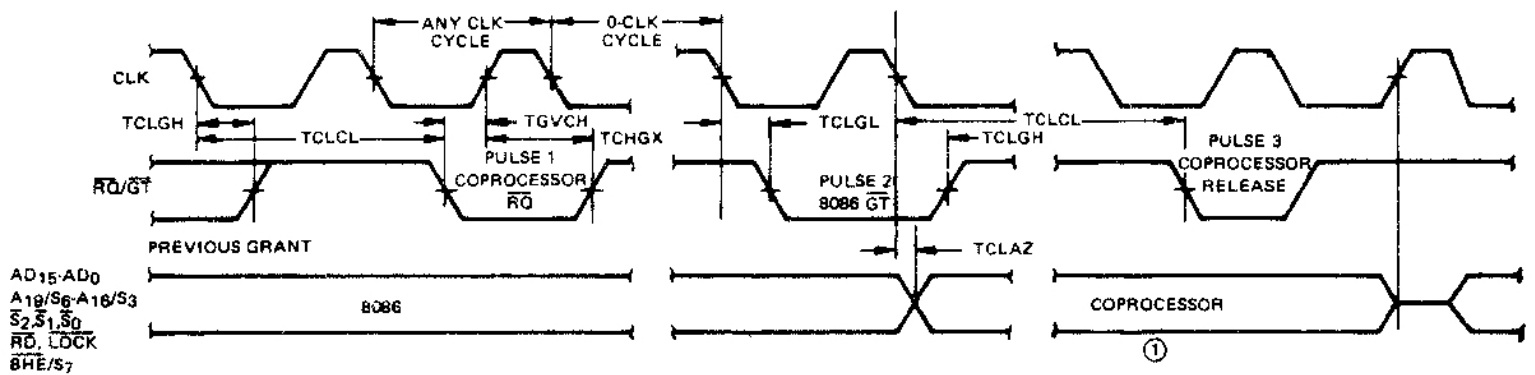 ANY CLK
CYCLE
0-CLK
CYCLE
CLK
TCLGH
TCLCL
TGVCH
TCHGX
TCLGL
TCLCL
TCLGH
RQ/GT
PULSE 1
COPROCESSOR
RQ
PULSE 2
8086 GT
PULSE 3
COPROCESSOR
RELEASE
PREVIOUS GRANT
TCLAZ
AD15-AD0
A19/S6-A16/S3
S2,S1,S0
RD, LOCK
BHE/S7
8086
COPROCESSOR
①